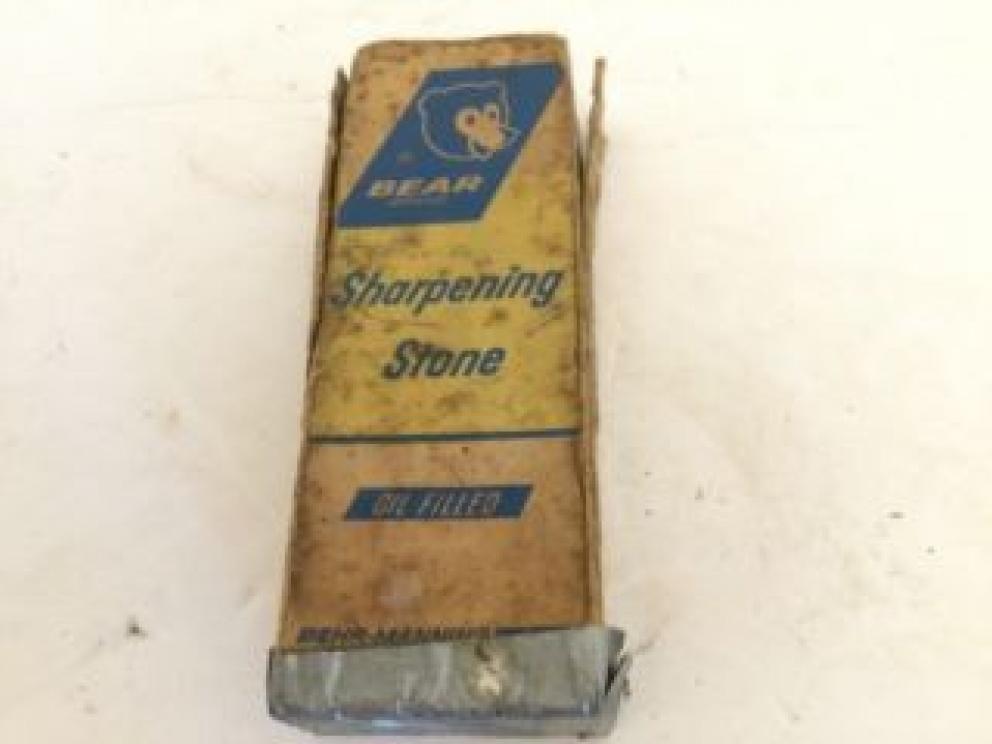 BEAR
Sharpening
Stone
OIL FILLED
BEHR-MANNING